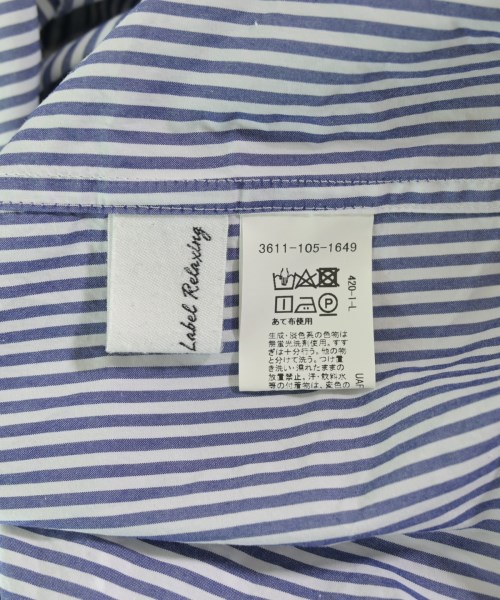 Label Relaxing
3611-105-1649
420-I-L
あて布使用
生成・淡色系の色物は
無蛍光洗剤使用。すす
ぎは十分行う。他の物
と分けて洗う。つけ置
き洗い・濡れたままの
放置禁止。汗・飲料水
等の付着物は、変色の
UAF